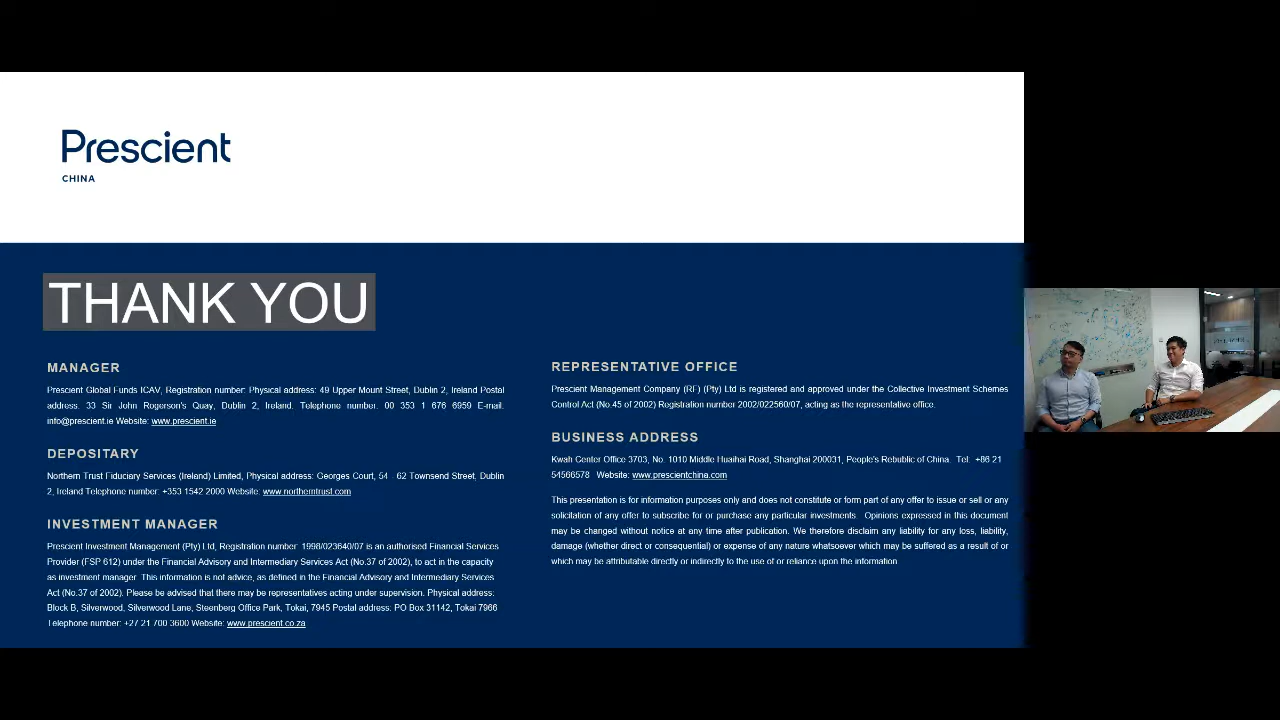 Prescient
CHINA
THANK YOU
MANAGER
Prescient Global Funds ICAV, Registration number: Physical address: 49 Upper Mount Street, Dublin 2, Ireland Postal
address: 33 Sir John Rogerson's Quay, Dublin 2, Ireland. Telephone number: 00 353 1 676 6959 E-mail:
info@prescient.ie Website: www.prescient.ie
DEPOSITARY
Northern Trust Fiduciary Services (Ireland) Limited, Physical address: Georges Court, 54 - 62 Townsend Street, Dublin
2, Ireland Telephone number: +353 1542 2000 Website: www.northerntrust.com
INVESTMENT MANAGER
Prescient Investment Management (Pty) Ltd, Registration number: 1998/023640/07 is an authorised Financial Services
Provider (FSP 612) under the Financial Advisory and Intermediary Services Act (No.37 of 2002), to act in the capacity
as investment manager. This information is not advice, as defined in the Financial Advisory and Intermediary Services
Act (No.37 of 2002). Please be advised that there may be representatives acting under supervision. Physical address:
Block B, Silverwood, Silverwood Lane, Steenberg Office Park, Tokai, 7945 Postal address: PO Box 31142, Tokai 7966
Telephone number: +27 21 700 3600 Website: www.prescient.co.za
REPRESENTATIVE OFFICE
Prescient Management Company (RF) (Pty) Ltd is registered and approved under the Collective Investment Schemes
Control Act (No.45 of 2002) Registration number 2002/022560/07, acting as the representative office.
BUSINESS ADDRESS
Kwah Center Office 3703, No. 1010 Middle Huaihai Road, Shanghai 200031, People's Rebublic of China. Tel: +86 21
54566578 Website: www.prescientchina.com
This presentation is for information purposes only and does not constitute or form part of any offer to issue or sell or any
solicitation of any offer to subscribe for or purchase any particular investments. Opinions expressed in this document
may be changed without notice at any time after publication. We therefore disclaim any liability for any loss, liability,
damage (whether direct or consequential) or expense of any nature whatsoever which may be suffered as a result of or
which may be attributable directly or indirectly to the use of or reliance upon the information